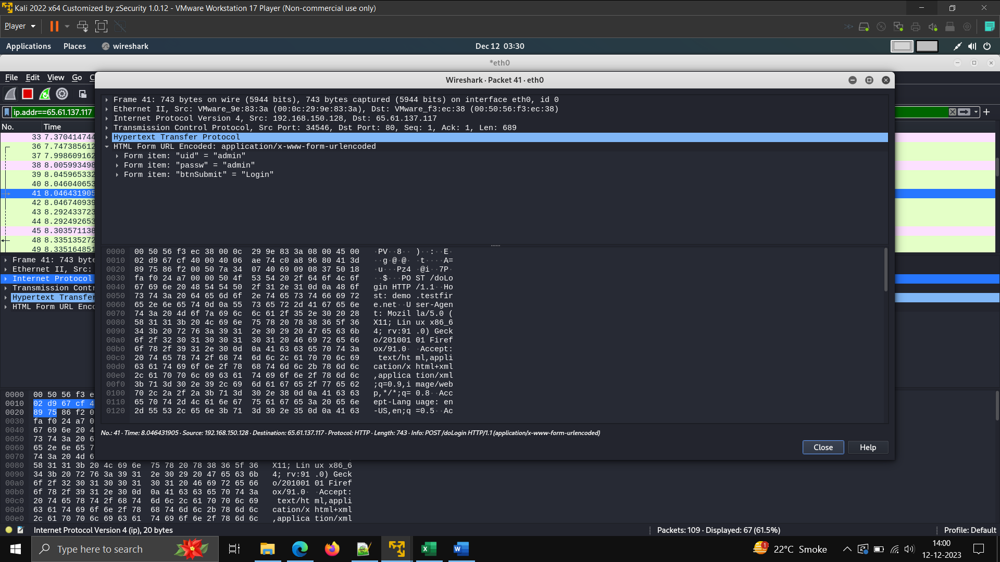 Kali 2022 x64 Customized by zSecurity 1.0.12 - VMware Workstation 17 Player (Non-commercial use only)
Player
Applications Places wireshark Dec 12 03:30
*eth0
File Edit View Go C
Wireshark · Packet 41 · eth0
ip.addr==65.61.137.117
No. Time
33 7.370414744
36 7.747385612
37 7.998609162
38 8.005993498
39 8.045965332
40 8.046040653
41 8.046431905
42 8.046740939
43 8.292433723
44 8.292492653
45 8.303571138
48 8.335135272
49 8.335164851
Frame 41: 743 byte
Ethernet II, Src:
Internet Protocol
Transmission Contr
Hypertext Transfer
HTML Form URL Enco
Frame 41: 743 bytes on wire (5944 bits), 743 bytes captured (5944 bits) on interface eth0, id 0
Ethernet II, Src: VMware_9e:83:3a (00:0c:29:9e:83:3a), Dst: VMware_f3:ec:38 (00:50:56:f3:ec:38)
Internet Protocol Version 4, Src: 192.168.150.128, Dst: 65.61.137.117
Transmission Control Protocol, Src Port: 34546, Dst Port: 80, Seq: 1, Ack: 1, Len: 689
Hypertext Transfer Protocol
HTML Form URL Encoded: application/x-www-form-urlencoded
Form item: "uid" = "admin"
Form item: "passw" = "admin"
Form item: "btnSubmit" = "Login"
0000 00 50 56 f3 ec 38 00 0c 29 9e 83 3a 08 00 45 00 ·PV··8·· )··:··E·
0010 02 d9 67 cf 40 00 40 06 ae 74 c0 a8 96 80 41 3d ··g·@·@· ·t····A=
0020 89 75 86 f2 00 50 7a 34 07 40 69 09 08 37 50 18 ·u···Pz4 ·@i··7P·
0030 fa f0 24 a7 00 00 50 4f 53 54 20 2f 64 6f 4c 6f ··$···PO ST /doLo
0040 67 69 6e 20 48 54 54 50 2f 31 2e 31 0d 0a 48 6f gin HTTP /1.1··Ho
0050 73 74 3a 20 64 65 6d 6f 2e 74 65 73 74 66 69 72 st: demo .testfir
0060 65 2e 6e 65 74 0d 0a 55 73 65 72 2d 41 67 65 6e e.net··U ser-Agen
0070 74 3a 20 4d 6f 7a 69 6c 6c 61 2f 35 2e 30 20 28 t: Mozil la/5.0 (
0080 58 31 31 3b 20 4c 69 6e 75 78 20 78 38 36 5f 36 X11; Lin ux x86_6
0090 34 3b 20 72 76 3a 39 31 2e 30 29 20 47 65 63 6b 4; rv:91 .0) Geck
00a0 6f 2f 32 30 31 30 30 31 30 31 20 46 69 72 65 66 o/201001 01 Firef
00b0 6f 78 2f 39 31 2e 30 0d 0a 41 63 63 65 70 74 3a ox/91.0· ·Accept:
00c0 20 74 65 78 74 2f 68 74 6d 6c 2c 61 70 70 6c 69 text/ht ml,appli
00d0 63 61 74 69 6f 6e 2f 78 68 74 6d 6c 2b 78 6d 6c cation/x html+xml
00e0 2c 61 70 70 6c 69 63 61 74 69 6f 6e 2f 78 6d 6c ,applica tion/xml
00f0 3b 71 3d 30 2e 39 2c 69 6d 61 67 65 2f 77 65 62 ;q=0.9,i mage/web
0100 70 2c 2a 2f 2a 3b 71 3d 30 2e 38 0d 0a 41 63 63 p,*/*;q= 0.8··Acc
0110 65 70 74 2d 4c 61 6e 67 75 61 67 65 3a 20 65 6e ept-Lang uage: en
0120 2d 55 53 2c 65 6e 3b 71 3d 30 2e 35 0d 0a 41 63 -US,en;q =0.5··Ac
No.: 41 · Time: 8.046431905 · Source: 192.168.150.128 · Destination: 65.61.137.117 · Protocol: HTTP · Length: 743 · Info: POST /doLogin HTTP/1.1 (application/x-www-form-urlencoded)
Close Help
0000 00 50 56 f3 e
0010 02 d9 67 cf 4
0020 89 75 86 f2 0
0030 fa f0 24 a7 0
0040 67 69 6e 20 4
0050 73 74 3a 20 6
0060 65 2e 6e 65 7
0070 74 3a 20 4d 6
0080 58 31 31 3b 20 4c 69 6e 75 78 20 78 38 36 5f 36 X11; Lin ux x86_6
0090 34 3b 20 72 76 3a 39 31 2e 30 29 20 47 65 63 6b 4; rv:91 .0) Geck
00a0 6f 2f 32 30 31 30 30 31 30 31 20 46 69 72 65 66 o/201001 01 Firef
00b0 6f 78 2f 39 31 2e 30 0d 0a 41 63 63 65 70 74 3a ox/91.0· ·Accept:
00c0 20 74 65 78 74 2f 68 74 6d 6c 2c 61 70 70 6c 69 text/ht ml,appli
00d0 63 61 74 69 6f 6e 2f 78 68 74 6d 6c 2b 78 6d 6c cation/x html+xml
00e0 2c 61 70 70 6c 69 63 61 74 69 6f 6e 2f 78 6d 6c ,applica tion/xml
Internet Protocol Version 4 (ip), 20 bytes Packets: 109 · Displayed: 67 (61.5%) Profile: Default
Type here to search 1 22°C Smoke 14:00
12-12-2023